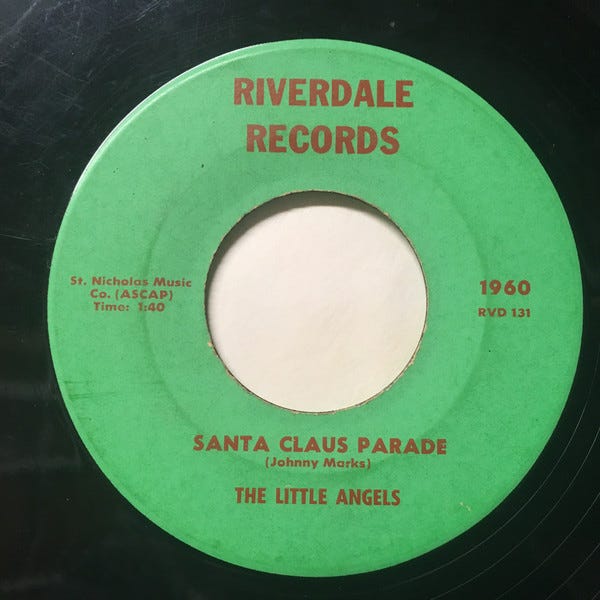 RIVERDALE
RECORDS
St. Nicholas Music
Co. (ASCAP)
Time: 1:40
1960
RVD 131
SANTA CLAUS PARADE
(Johnny Marks)
THE LITTLE ANGELS